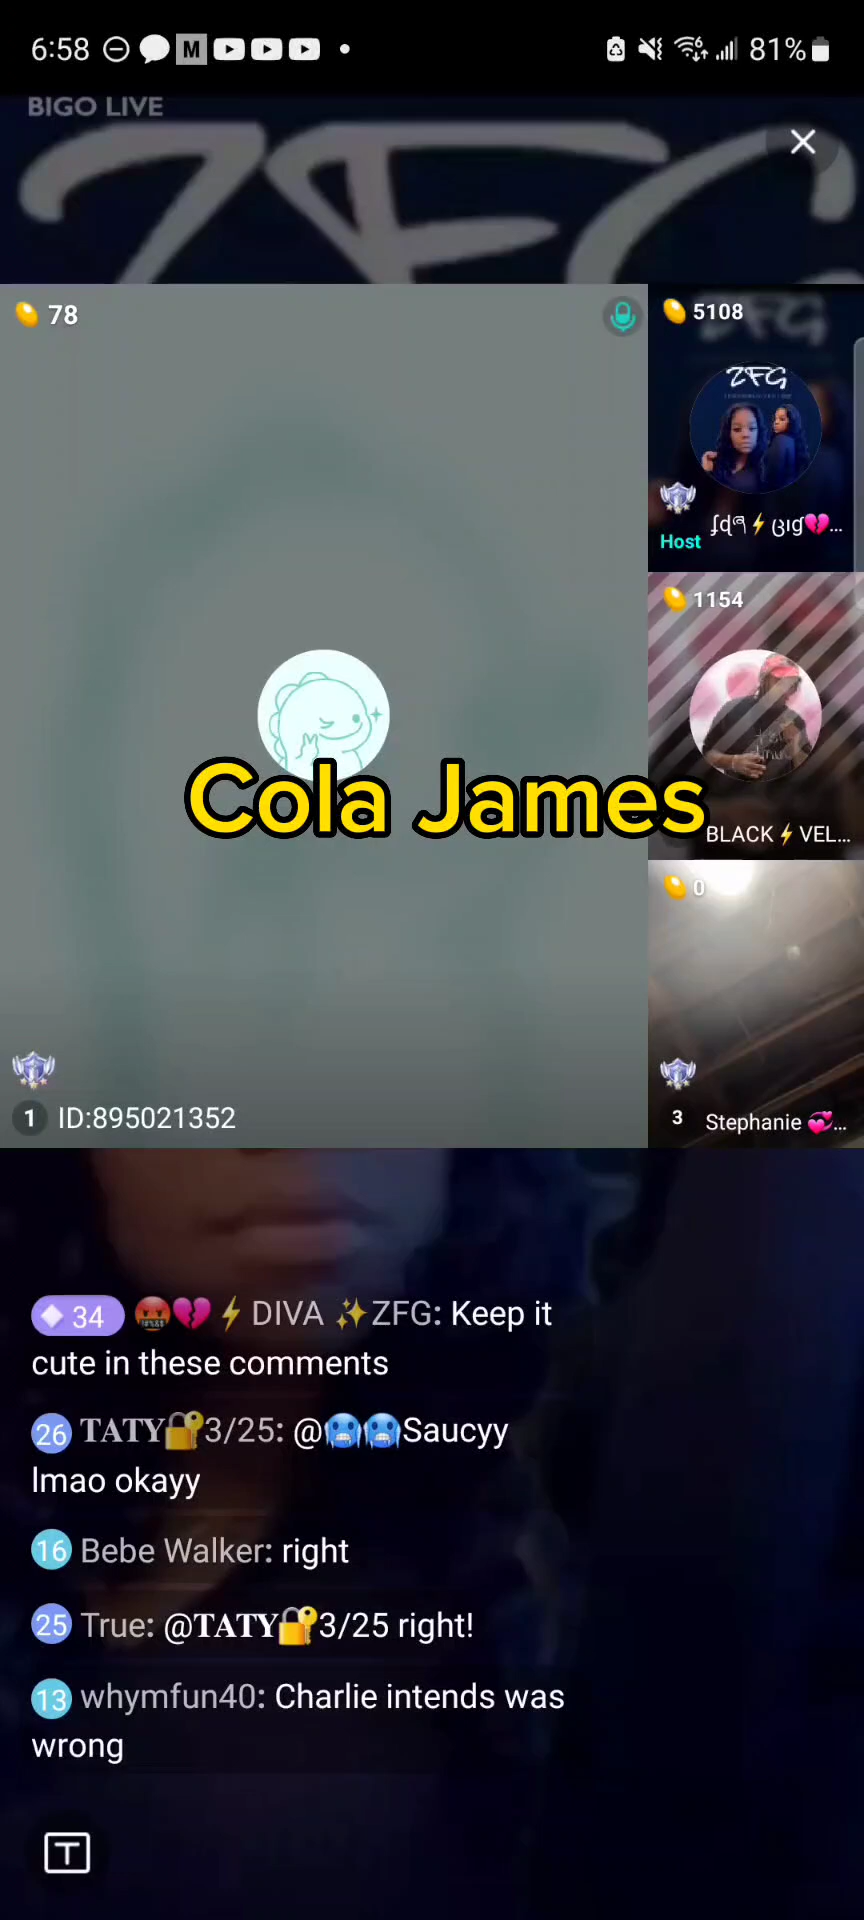 6:58
M
81%
BIGO LIVE
ZFG
78
5108
ZFG
Host
1154
Cola James
BLACK⚡VEL...
0
1 ID:895021352
3 Stephanie 💞...
34 🤬💔⚡DIVA ✨ZFG: Keep it
cute in these comments
26 TATY🔐3/25: @🥶🥶Saucyy
lmao okayy
16 Bebe Walker: right
25 True: @TATY🔐3/25 right!
13 whymfun40: Charlie intends was
wrong
T